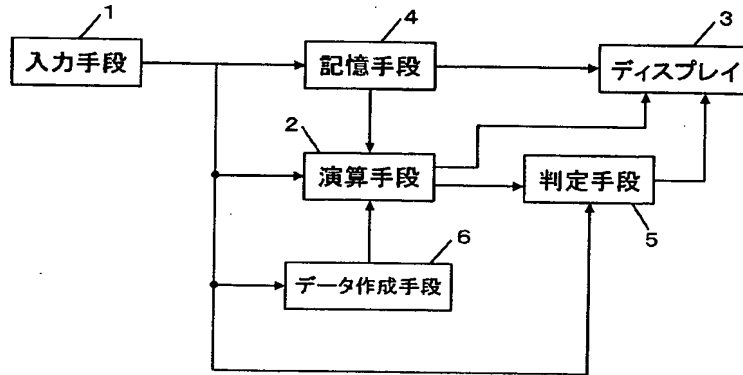 1
入力手段
4
記憶手段
3
ディスプレイ
2
演算手段
判定手段
5
6
データ作成手段